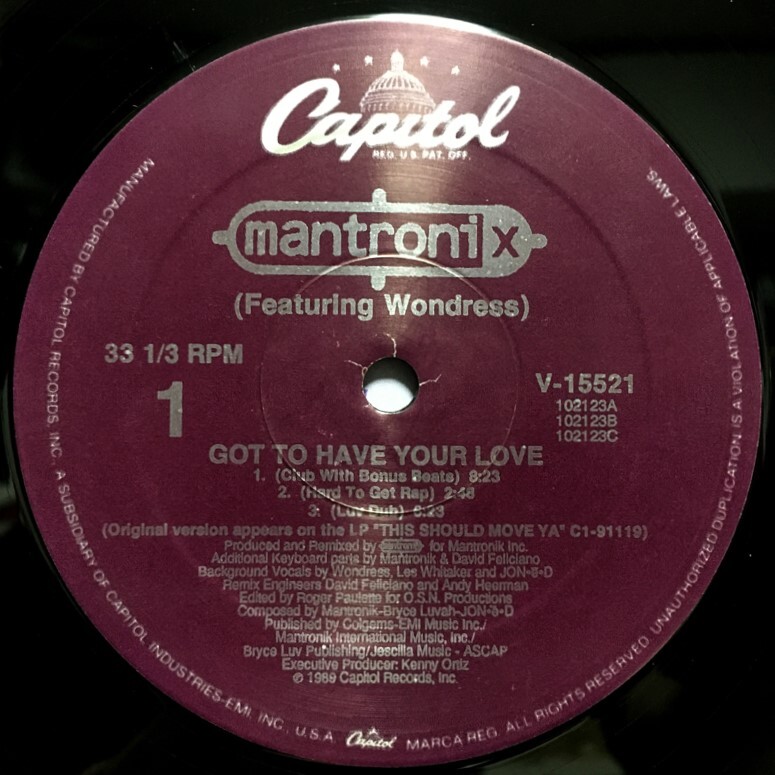 Capitol
REG. U.S. PAT. OFF.
mantronix
(Featuring Wondress)
33 1/3 RPM
1
V-15521
102123A
102123B
102123C
GOT TO HAVE YOUR LOVE
1. (Club With Bonus Beats) 8:23
2. (Hard To Get Rap) 2:48
3. (Luv Dub) 6:23
(Original version appears on the LP "THIS SHOULD MOVE YA" C1-91119)
Produced and Remixed by mantronix for Mantronik Inc.
Additional Keyboard parts by Mantronik & David Feliciano
Background Vocals by Wondress, Les Whitaker and JON•B•D
Remix Engineers David Feliciano and Andy Heerman
Edited by Roger Paulette for O.S.N. Productions
Composed by Mantronik-Bryce Luvah-JON•B•D
Published by Colgems-EMI Music Inc./
Mantronik International Music, Inc./
Bryce Luv Publishing/Jescilla Music - ASCAP
Executive Producer: Kenny Ortiz
℗ 1989 Capitol Records, Inc.
MANUFACTURED BY CAPITOL RECORDS, INC., A SUBSIDIARY OF CAPITOL INDUSTRIES-EMI, INC., U.S.A.
Capitol
MARCA REG. ALL RIGHTS RESERVED. UNAUTHORIZED DUPLICATION IS A VIOLATION OF APPLICABLE LAWS.